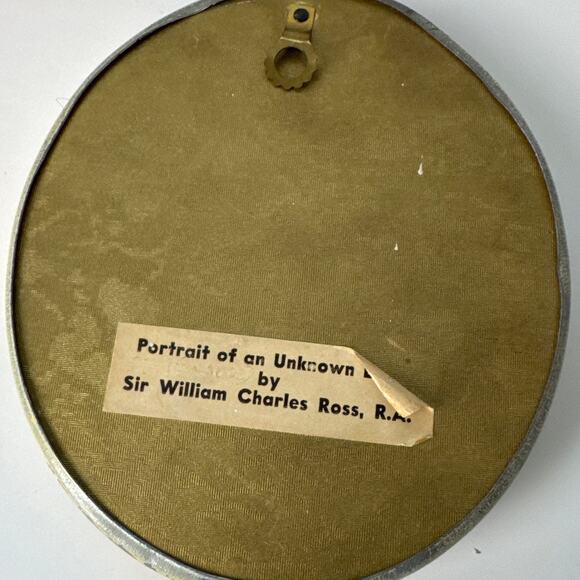 Portrait of an Unknown
by
Sir William Charles Ross, R.A.